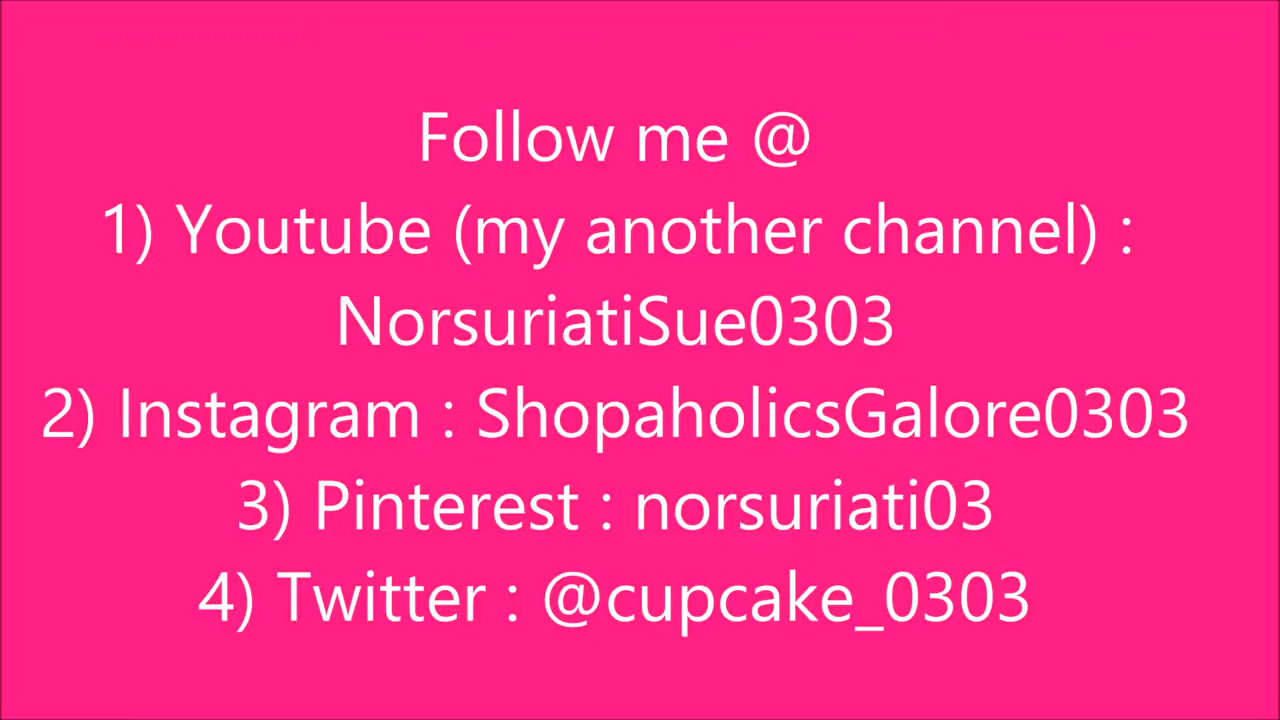 Follow me @
1) Youtube (my another channel) :
NorsuriatiSue0303
2) Instagram : ShopaholicsGalore0303
3) Pinterest : norsuriati03
4) Twitter : @cupcake_0303